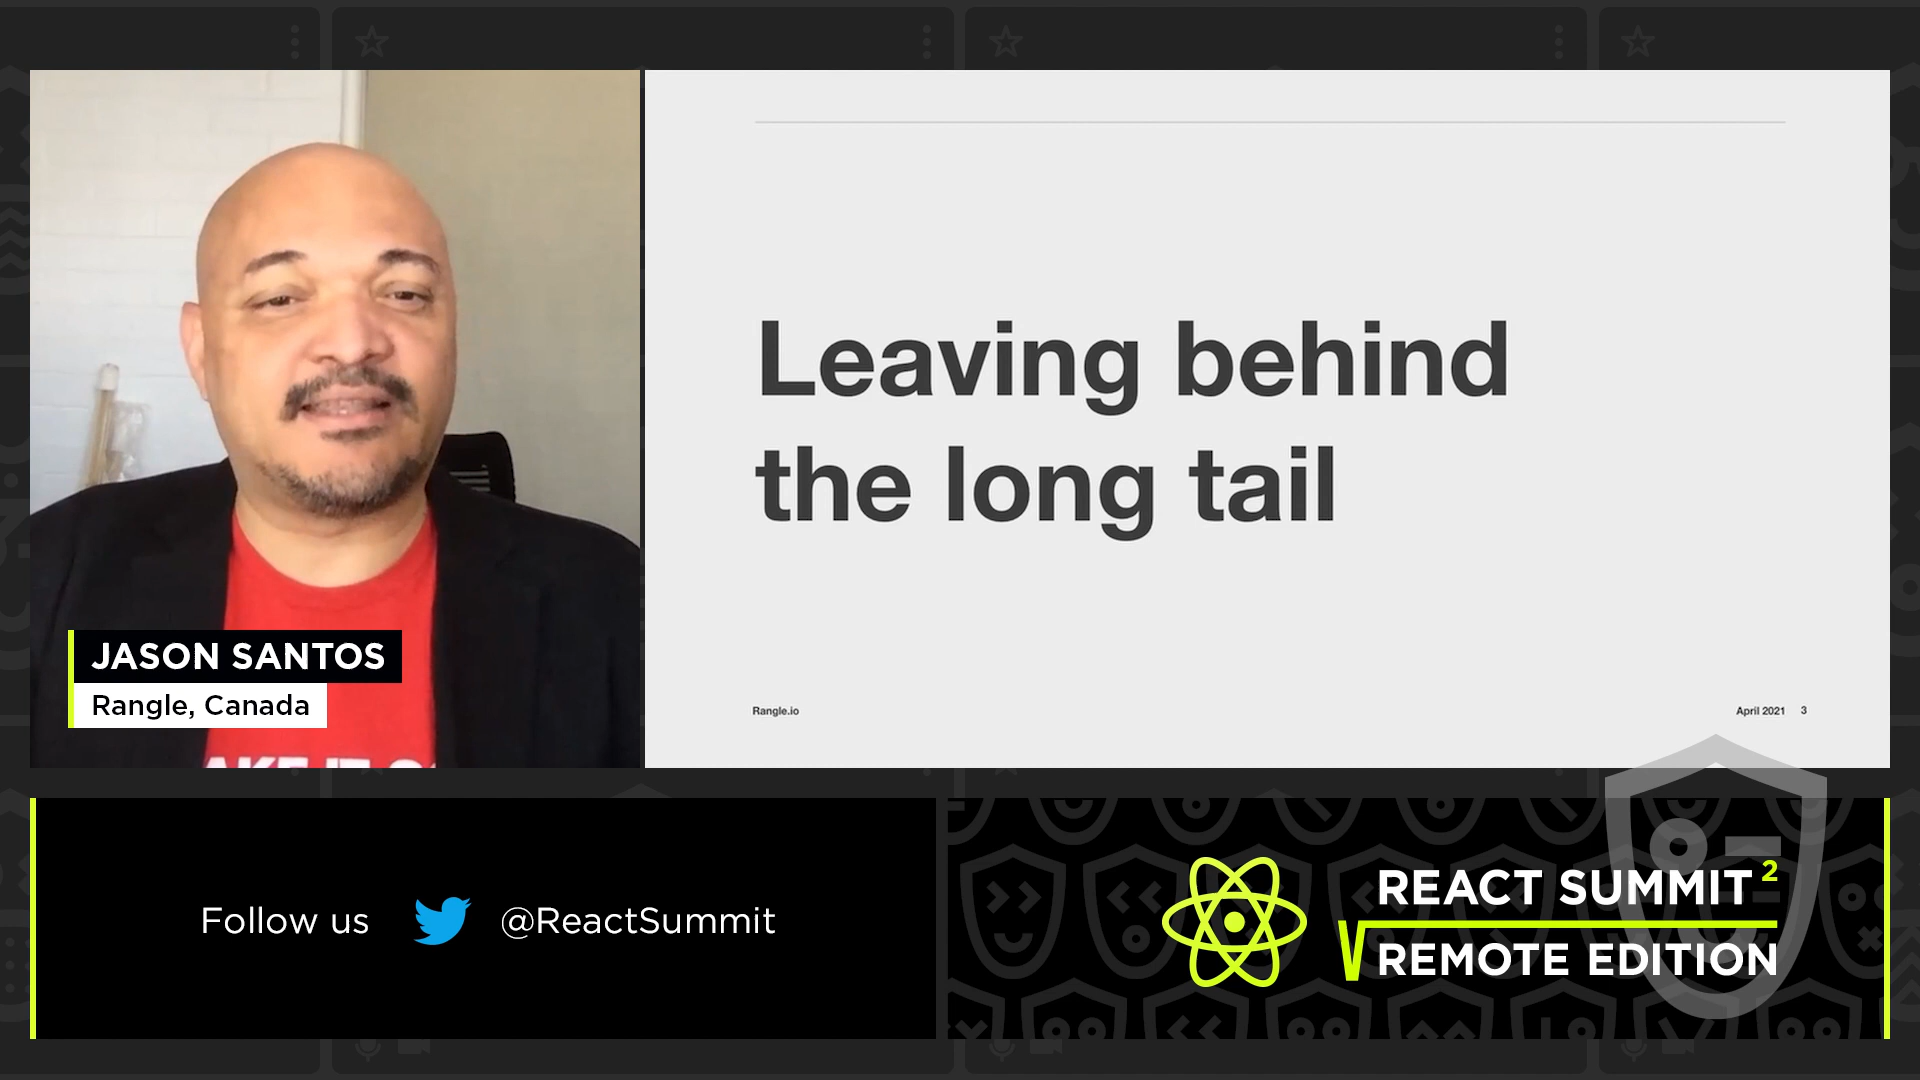 Leaving behind
the long tail
Rangle.io
April 2021 3
JASON SANTOS
Rangle, Canada
Follow us @ReactSummit
REACT SUMMIT 2
REMOTE EDITION